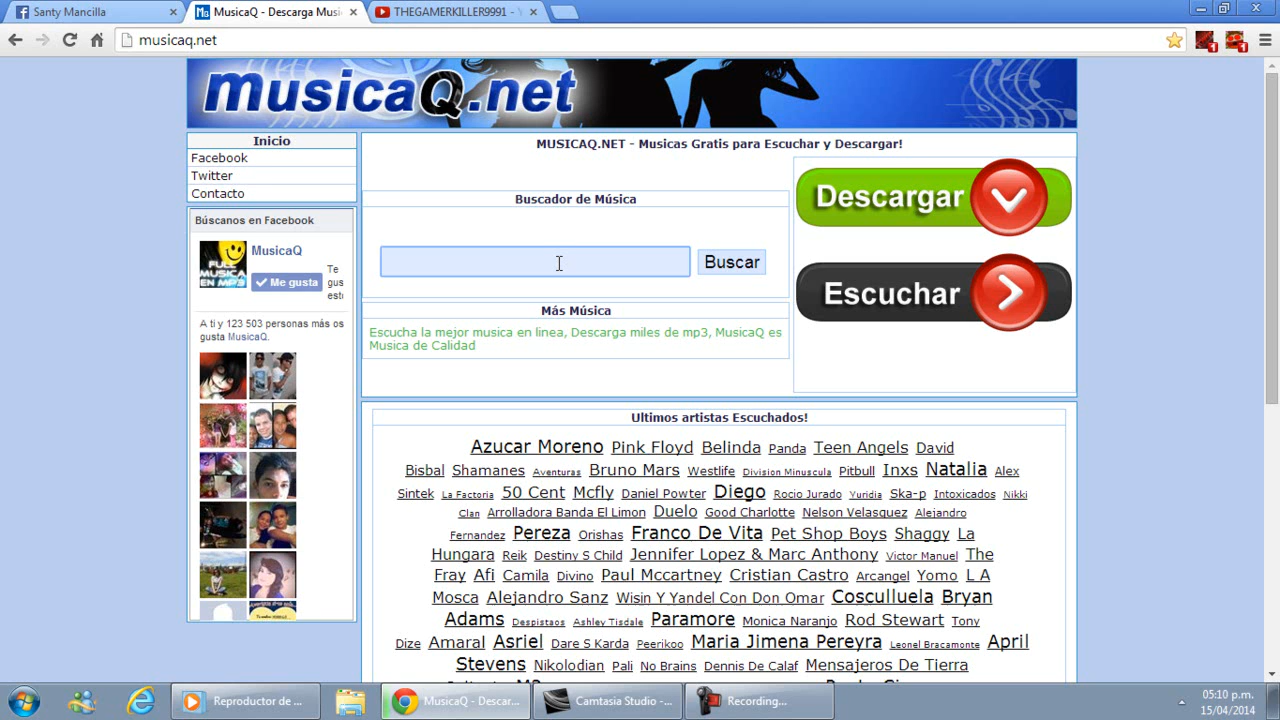 Santy Mancilla
MusicaQ - Descarga Musi
THEGAMERKILLER9991 - Y
musicaq.net
musicaQ.net
Inicio
Facebook
Twitter
Contacto
Búscanos en Facebook
MusicaQ
FULL
MUSICA
EN MP3
Me gusta
Te
gus
esto
A ti y 123 503 personas más os
gusta MusicaQ.
MUSICAQ.NET - Musicas Gratis para Escuchar y Descargar!
Buscador de Música
Buscar
Más Música
Escucha la mejor musica en linea, Descarga miles de mp3, MusicaQ es
Musica de Calidad
Descargar
Escuchar
Ultimos artistas Escuchados!
Azucar Moreno Pink Floyd Belinda Panda Teen Angels David
Bisbal Shamanes Aventuras Bruno Mars Westlife Division Minuscula Pitbull Inxs Natalia Alex
Sintek La Factoria 50 Cent Mcfly Daniel Powter Diego Rocio Jurado Yuridia Ska-p Intoxicados Nikki
Clan Arrolladora Banda El Limon Duelo Good Charlotte Nelson Velasquez Alejandro
Fernandez Pereza Orishas Franco De Vita Pet Shop Boys Shaggy La
Hungara Reik Destiny S Child Jennifer Lopez & Marc Anthony Victor Manuel The
Fray Afi Camila Divino Paul Mccartney Cristian Castro Arcangel Yomo L A
Mosca Alejandro Sanz Wisin Y Yandel Con Don Omar Cosculluela Bryan
Adams Despistaos Ashley Tisdale Paramore Monica Naranjo Rod Stewart Tony
Dize Amaral Asriel Dare S Karda Peerikoo Maria Jimena Pereyra Leonel Bracamonte April
Stevens Nikolodian Pali No Brains Dennis De Calaf Mensajeros De Tierra
Reproductor de ...
MusicaQ - Descar...
Camtasia Studio -...
Recording...
05:10 p.m.
15/04/2014